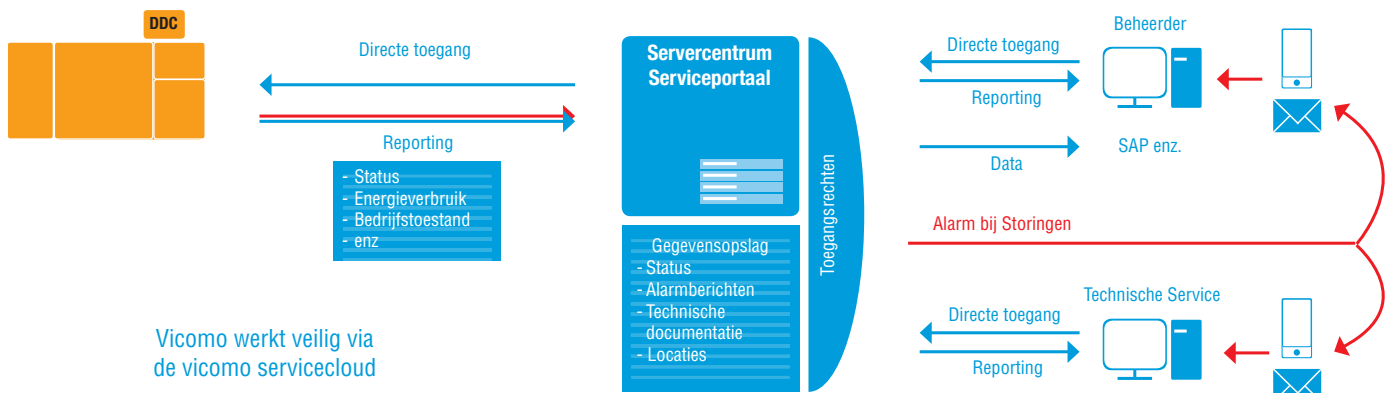 DDC
Directe toegang
Reporting
- Status
- Energieverbruik
- Bedrijfstoestand
- enz
Vicomo werkt veilig via
de vicomo servicecloud
Servercentrum
Serviceportaal
Gegevensopslag
- Status
- Alarmberichten
- Technische
documentatie
- Locaties
Toegangsrechten
Directe toegang
Reporting
Data
Beheerder
SAP enz.
Alarm bij Storingen
Technische Service
Directe toegang
Reporting